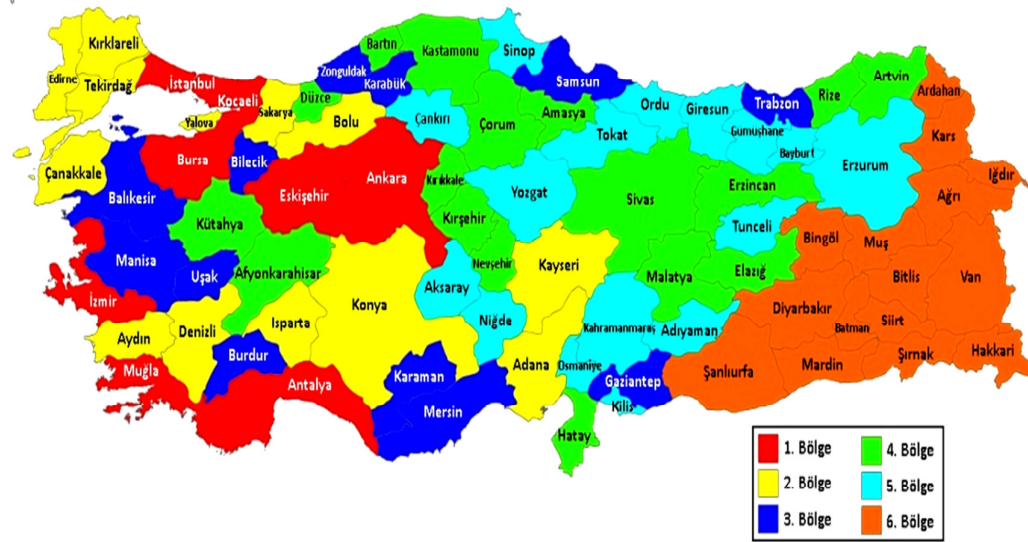 Kırklareli
Edirne
Tekirdağ
İstanbul
Kocaeli
Yalova
Sakarya
Düzce
Bolu
Zonguldak
Bartın
Karabük
Kastamonu
Sinop
Samsun
Çankırı
Çorum
Amasya
Tokat
Ordu
Giresun
Trabzon
Gümüşhane
Bayburt
Rize
Artvin
Ardahan
Kars
Iğdır
Ağrı
Erzurum
Erzincan
Çanakkale
Balıkesir
Bursa
Bilecik
Eskişehir
Ankara
Kırıkkale
Kırşehir
Yozgat
Sivas
Tunceli
Bingöl
Muş
Bitlis
Van
Kütahya
Manisa
Uşak
Afyonkarahisar
İzmir
Aydın
Denizli
Isparta
Burdur
Muğla
Antalya
Konya
Aksaray
Nevşehir
Niğde
Kayseri
Malatya
Elazığ
Diyarbakır
Batman
Siirt
Şırnak
Hakkari
Mardin
Şanlıurfa
Adıyaman
Kahramanmaraş
Osmaniye
Gaziantep
Kilis
Hatay
Adana
Karaman
Mersin
1. Bölge
2. Bölge
3. Bölge
4. Bölge
5. Bölge
6. Bölge